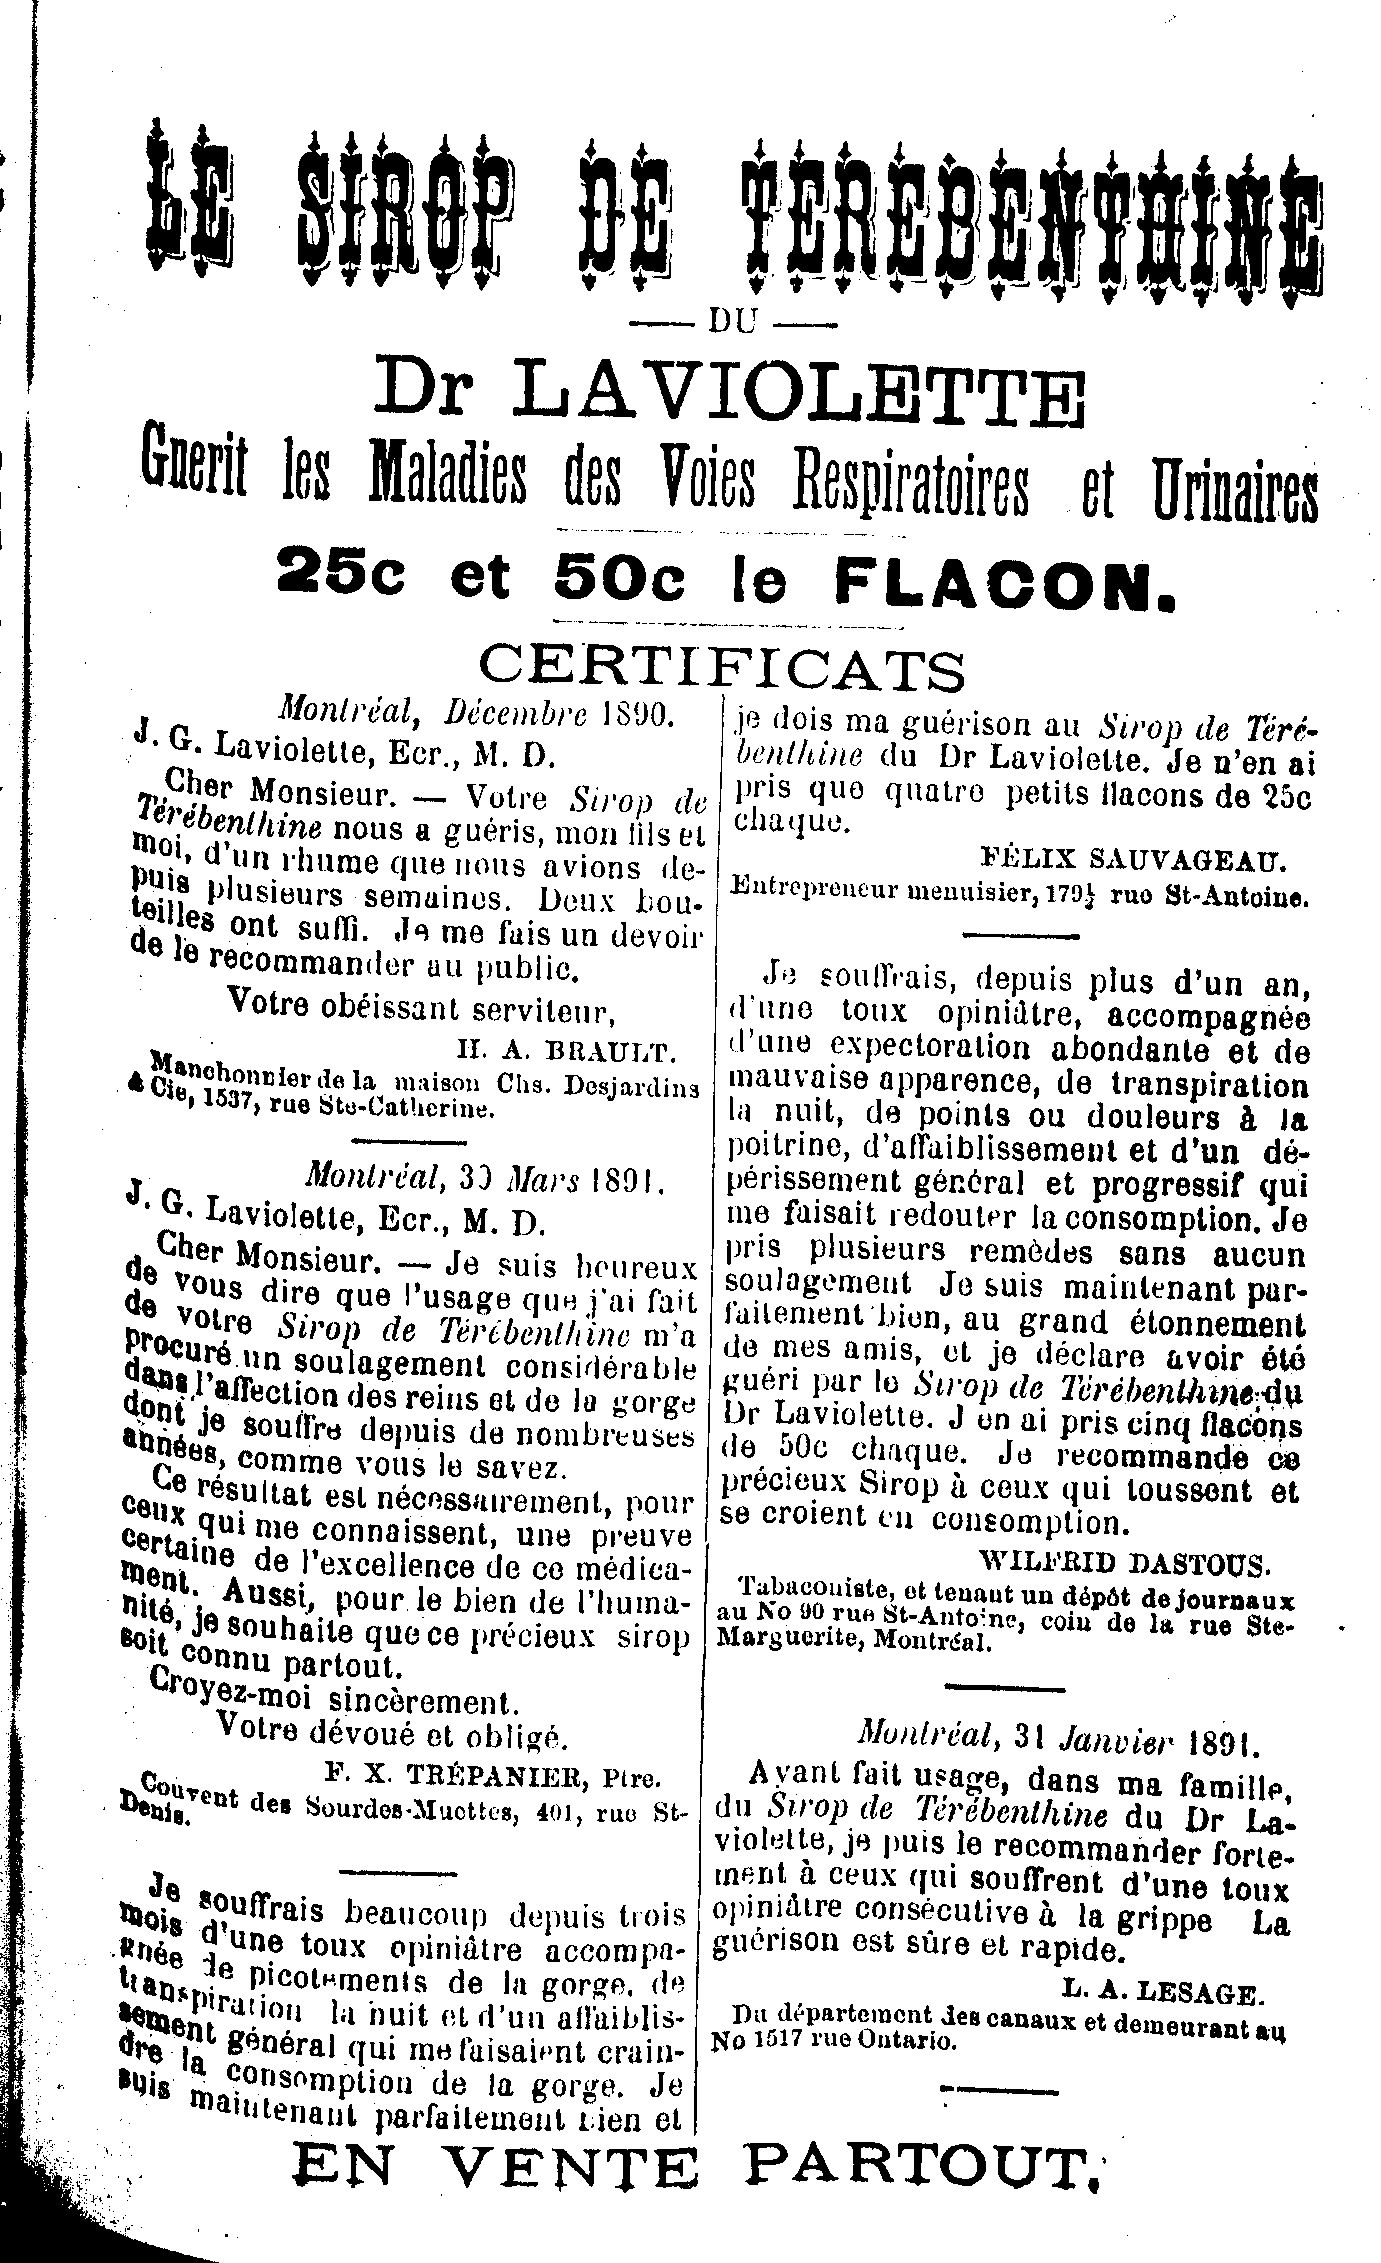 LE SIROP DE TEREBENTHINE
— DU —
Dr LAVIOLETTE
Guerit les Maladies des Voies Respiratoires et Urinaires
25c et 50c le FLACON.
CERTIFICATS
Montréal, Décembre 1890.
J. G. Laviolette, Ecr., M. D.
Cher Monsieur. — Votre Sirop de
Térébenthine nous a guéris, mon fils et
moi, d'un rhume que nous avions de-
puis plusieurs semaines. Deux bou-
teilles ont suffi. Je me fais un devoir
de le recommander au public.
Votre obéissant serviteur,
H. A. BRAULT.
Manchonnier de la maison Chs. Desjardins
& Cie, 1537, rue Ste-Catherine.
Montréal, 30 Mars 1891.
J. G. Laviolette, Ecr., M. D.
Cher Monsieur. — Je suis heureux
de vous dire que l'usage que j'ai fait
de votre Sirop de Térébenthine m'a
procuré un soulagement considérable
dans l'affection des reins et de la gorge
dont je souffre depuis de nombreuses
années, comme vous le savez.
Ce résultat est nécessairement, pour
ceux qui me connaissent, une preuve
certaine de l'excellence de ce médica-
ment. Aussi, pour le bien de l'huma-
nité, je souhaite que ce précieux sirop
soit connu partout.
Croyez-moi sincèrement.
Votre dévoué et obligé.
F. X. TRÉPANIER, Ptre.
Couvent des Sourdes-Muettes, 401, rue St-
Denis.
Je souffrais beaucoup depuis trois
mois d'une toux opiniâtre accompa-
gnée de picotements de la gorge, de
transpiration la nuit et d'un affaiblis-
sement général qui me faisaient crain-
dre la consomption de la gorge. Je
suis maintenant parfaitement bien et
je dois ma guérison au Sirop de Téré-
benthine du Dr Laviolette. Je n'en ai
pris que quatre petits flacons de 25c
chaque.
FÉLIX SAUVAGEAU.
Entrepreneur menuisier, 179½ rue St-Antoine.
Je souffrais, depuis plus d'un an,
d'une toux opiniâtre, accompagnée
d'une expectoration abondante et de
mauvaise apparence, de transpiration
la nuit, de points ou douleurs à la
poitrine, d'affaiblissement et d'un dé-
périssement général et progressif qui
me faisait redouter la consomption. Je
pris plusieurs remèdes sans aucun
soulagement Je suis maintenant par-
faitement bien, au grand étonnement
de mes amis, et je déclare avoir été
guéri par le Sirop de Térébenthine du
Dr Laviolette. J en ai pris cinq flacons
de 50c chaque. Je recommande ce
précieux Sirop à ceux qui toussent et
se croient en consomption.
WILFRID DASTOUS.
Tabaconiste, et tenant un dépôt de journaux
au No 90 rue St-Antoine, coin de la rue Ste-
Marguerite, Montréal.
Montréal, 31 Janvier 1891.
Ayant fait usage, dans ma famille,
du Sirop de Térébenthine du Dr La-
violette, je puis le recommander forte-
ment à ceux qui souffrent d'une toux
opiniâtre consécutive à la grippe La
guérison est sûre et rapide.
L. A. LESAGE.
Du département des canaux et demeurant au
No 1517 rue Ontario.
EN VENTE PARTOUT.